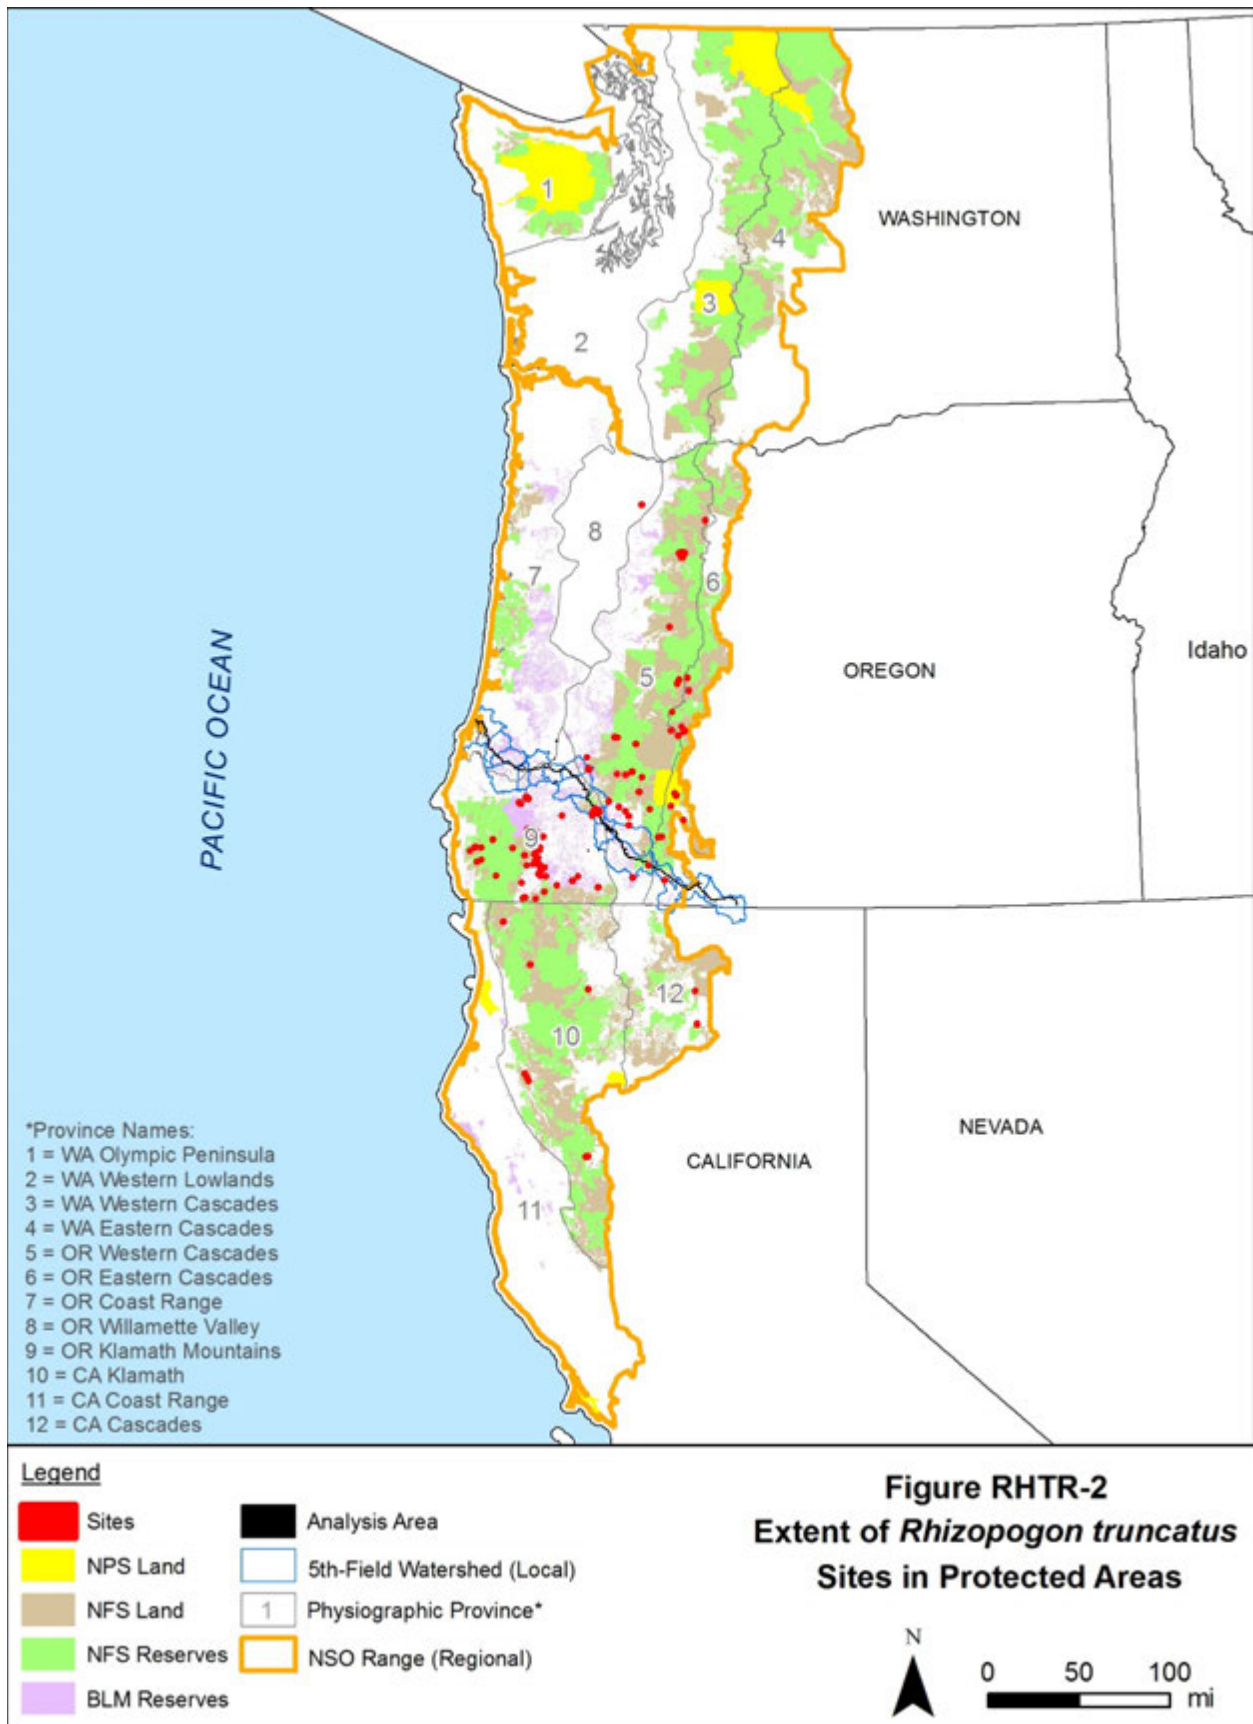 1
WASHINGTON
4
3
2
8
7
6
PACIFIC OCEAN
5
OREGON
Idaho
9
12
10
NEVADA
CALIFORNIA
11
*Province Names:
1 = WA Olympic Peninsula
2 = WA Western Lowlands
3 = WA Western Cascades
4 = WA Eastern Cascades
5 = OR Western Cascades
6 = OR Eastern Cascades
7 = OR Coast Range
8 = OR Willamette Valley
9 = OR Klamath Mountains
10 = CA Klamath
11 = CA Coast Range
12 = CA Cascades
Legend
Sites
NPS Land
NFS Land
NFS Reserves
BLM Reserves
Analysis Area
5th-Field Watershed (Local)
1 Physiographic Province*
NSO Range (Regional)
Figure RHTR-2
Extent of Rhizopogon truncatus
Sites in Protected Areas
N
0 50 100
mi